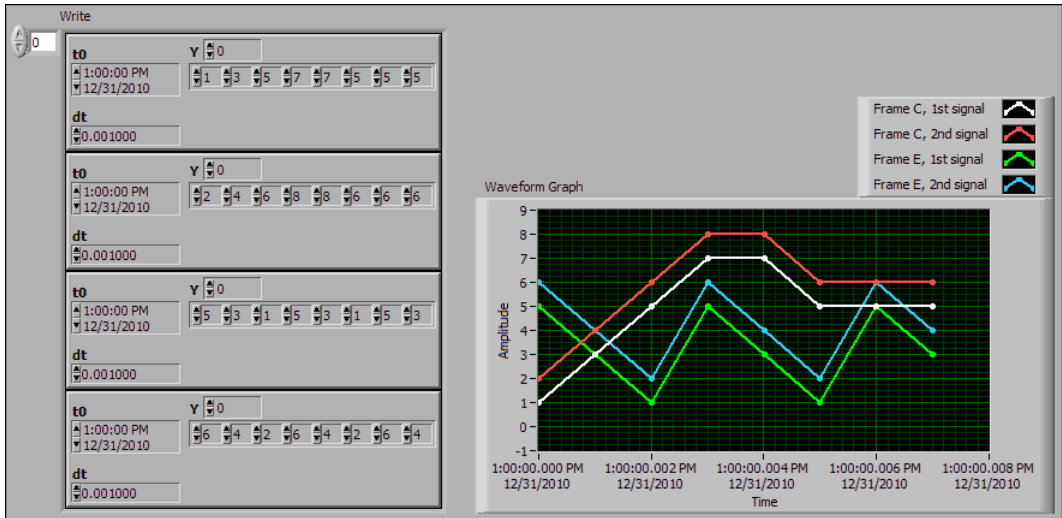 Write
0
t0
Y 0
1:00:00 PM
12/31/2010
1 3 5 7 7 5 5 5
dt
0.001000
t0
Y 0
1:00:00 PM
12/31/2010
2 4 6 8 8 6 6 6
dt
0.001000
t0
Y 0
1:00:00 PM
12/31/2010
5 3 1 5 3 1 5 3
dt
0.001000
t0
Y 0
1:00:00 PM
12/31/2010
6 4 2 6 4 2 6 4
dt
0.001000
Frame C, 1st signal
Frame C, 2nd signal
Frame E, 1st signal
Frame E, 2nd signal
Waveform Graph
9
8
7
6
5
4
3
2
1
0
-1
Amplitude
1:00:00.000 PM 1:00:00.002 PM 1:00:00.004 PM 1:00:00.006 PM 1:00:00.008 PM
12/31/2010 12/31/2010 12/31/2010 12/31/2010 12/31/2010
Time